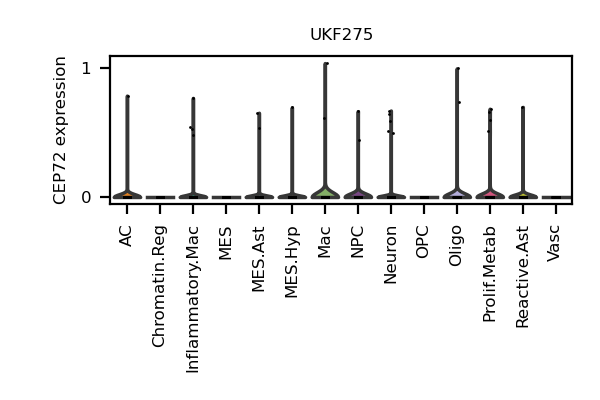 UKF275
CEP72 expression
1
0
AC
Chromatin.Reg
Inflammatory.Mac
MES
MES.Ast
MES.Hyp
Mac
NPC
Neuron
OPC
Oligo
Prolif.Metab
Reactive.Ast
Vasc